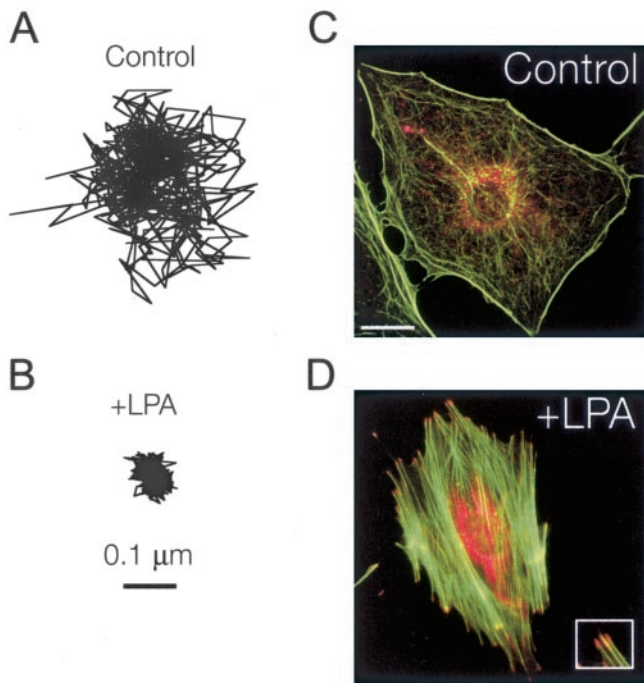 A
Control
B
+LPA
0.1 μm
C
Control
D
+LPA